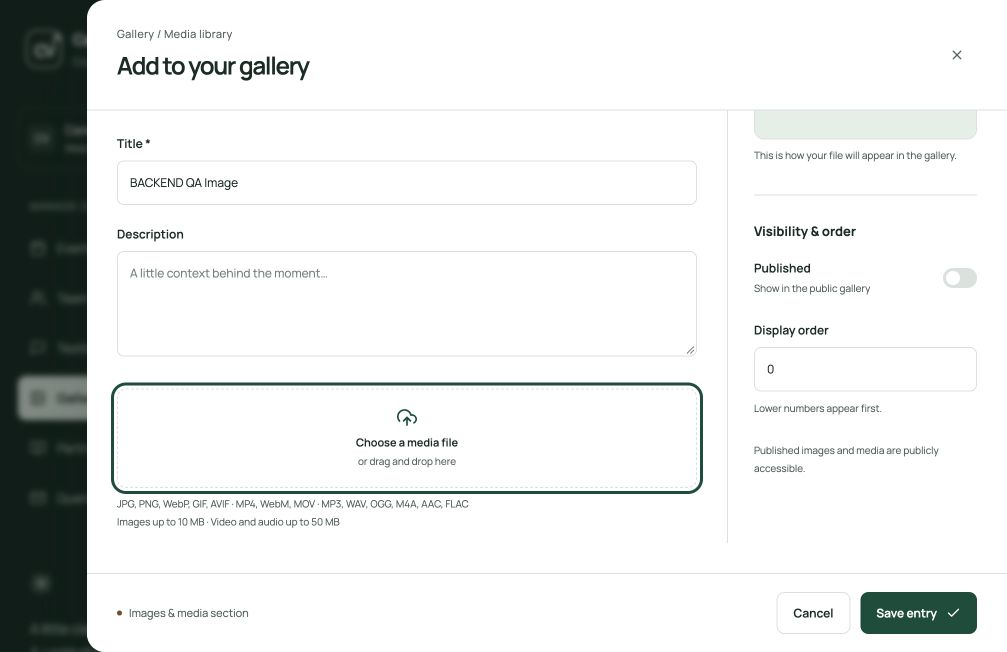 Gallery / Media library
Add to your gallery
Title *
BACKEND QA Image
Description
A little context behind the moment…
Choose a media file
or drag and drop here
JPG, PNG, WebP, GIF, AVIF · MP4, WebM, MOV · MP3, WAV, OGG, M4A, AAC, FLAC
Images up to 10 MB · Video and audio up to 50 MB
This is how your file will appear in the gallery.
Visibility & order
Published
Show in the public gallery
Display order
0
Lower numbers appear first.
Published images and media are publicly
accessible.
Images & media section
Cancel
Save entry